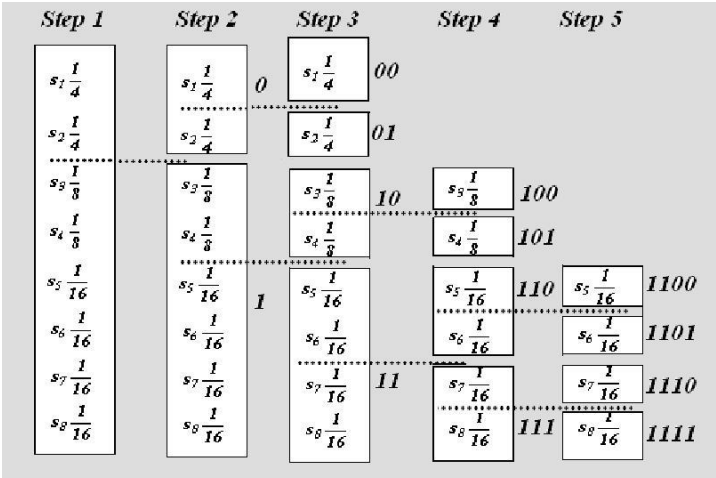 Step 1 Step 2 Step 3 Step 4 Step 5
s1 1/4 s1 1/4 0 s1 1/4 00
s2 1/4 s2 1/4 s2 1/4 01
s3 1/8 s3 1/8 s3 1/8 10 s3 1/8 100
s4 1/8 s4 1/8 s4 1/8 s4 1/8 101
s5 1/16 s5 1/16 1 s5 1/16 s5 1/16 110 s5 1/16 1100
s6 1/16 s6 1/16 s6 1/16 s6 1/16 s6 1/16 1101
s7 1/16 s7 1/16 s7 1/16 11 s7 1/16 s7 1/16 1110
s8 1/16 s8 1/16 s8 1/16 s8 1/16 111 s8 1/16 1111